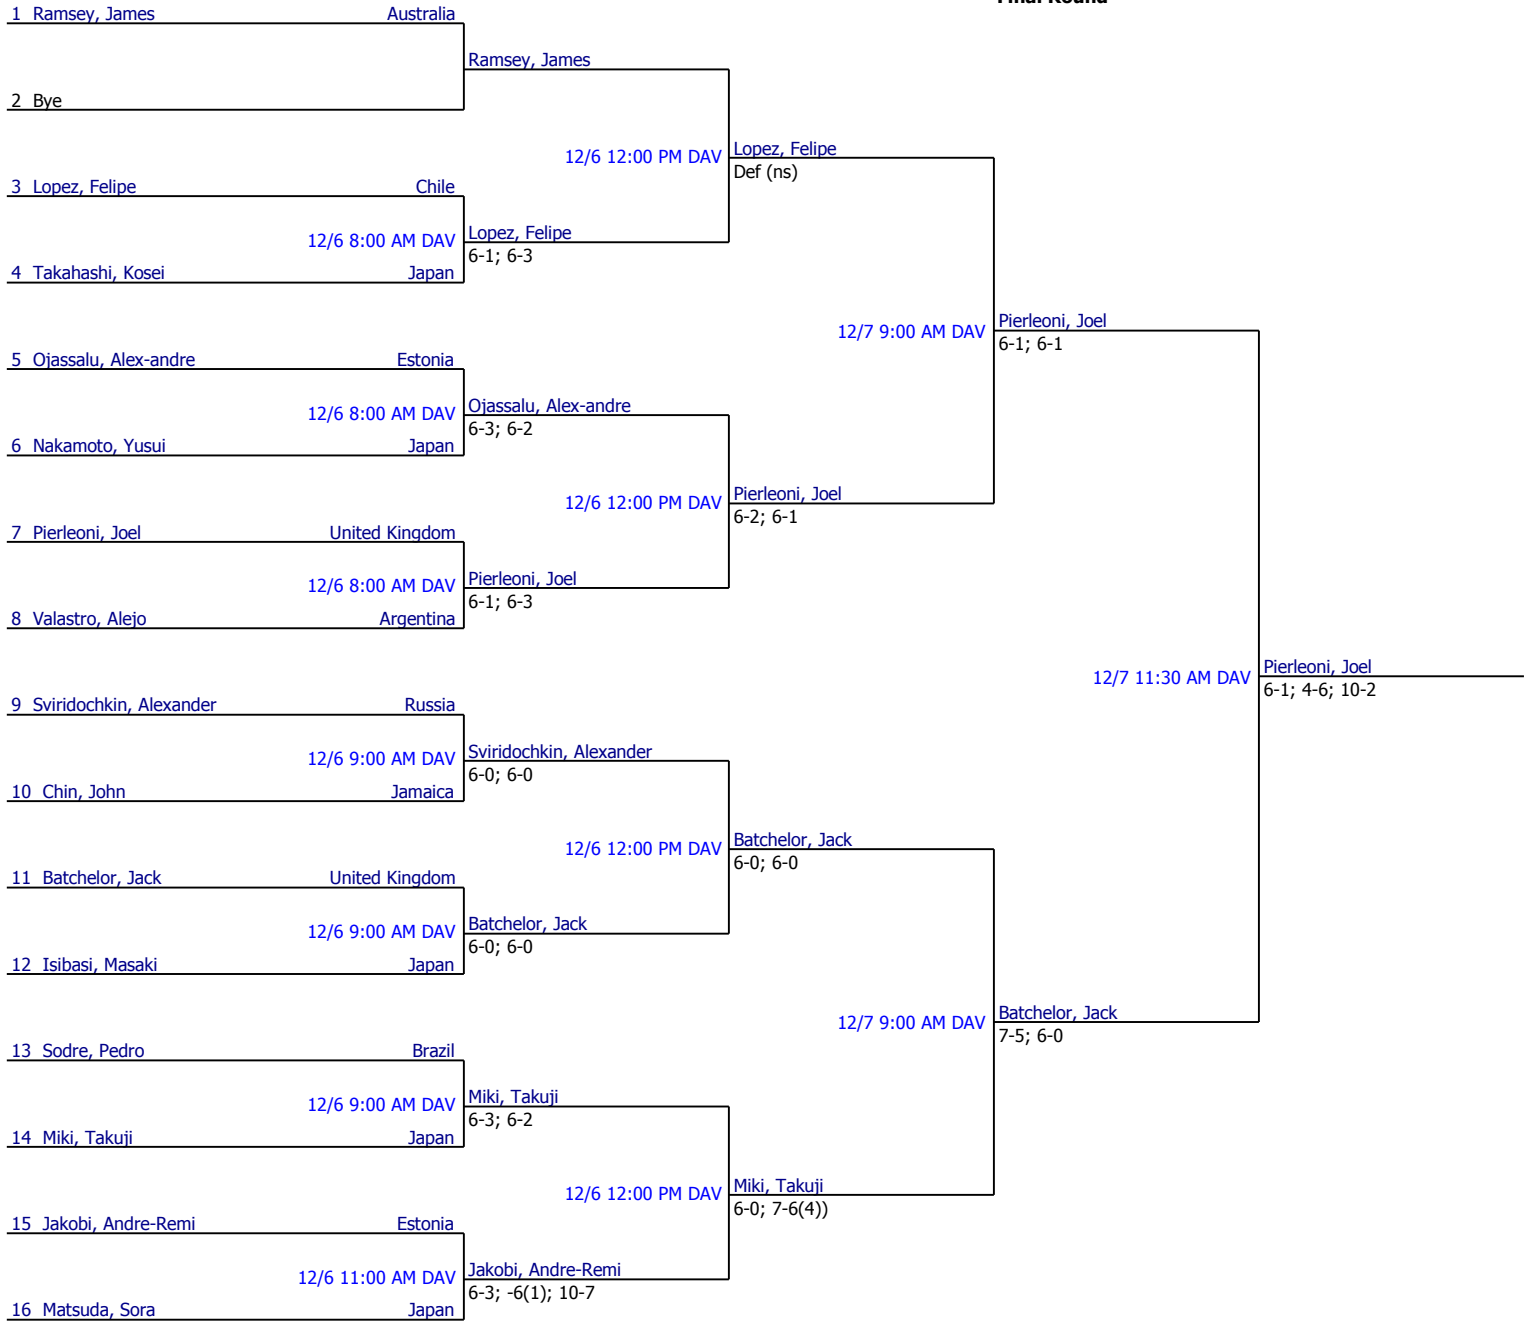 Final Round
1 Ramsey, James Australia
Ramsey, James
2 Bye
12/6 12:00 PM DAV Lopez, Felipe
Def (ns)
3 Lopez, Felipe Chile
12/6 8:00 AM DAV Lopez, Felipe
6-1; 6-3
4 Takahashi, Kosei Japan
12/7 9:00 AM DAV Pierleoni, Joel
6-1; 6-1
5 Ojassalu, Alex-andre Estonia
12/6 8:00 AM DAV Ojassalu, Alex-andre
6-3; 6-2
6 Nakamoto, Yusui Japan
12/6 12:00 PM DAV Pierleoni, Joel
6-2; 6-1
7 Pierleoni, Joel United Kingdom
12/6 8:00 AM DAV Pierleoni, Joel
6-1; 6-3
8 Valastro, Alejo Argentina
12/7 11:30 AM DAV Pierleoni, Joel
6-1; 4-6; 10-2
9 Sviridochkin, Alexander Russia
12/6 9:00 AM DAV Sviridochkin, Alexander
6-0; 6-0
10 Chin, John Jamaica
12/6 12:00 PM DAV Batchelor, Jack
6-0; 6-0
11 Batchelor, Jack United Kingdom
12/6 9:00 AM DAV Batchelor, Jack
6-0; 6-0
12 Isibasi, Masaki Japan
12/7 9:00 AM DAV Batchelor, Jack
7-5; 6-0
13 Sodre, Pedro Brazil
12/6 9:00 AM DAV Miki, Takuji
6-3; 6-2
14 Miki, Takuji Japan
12/6 12:00 PM DAV Miki, Takuji
6-0; 7-6(4))
15 Jakobi, Andre-Remi Estonia
12/6 11:00 AM DAV Jakobi, Andre-Remi
6-3; -6(1); 10-7
16 Matsuda, Sora Japan